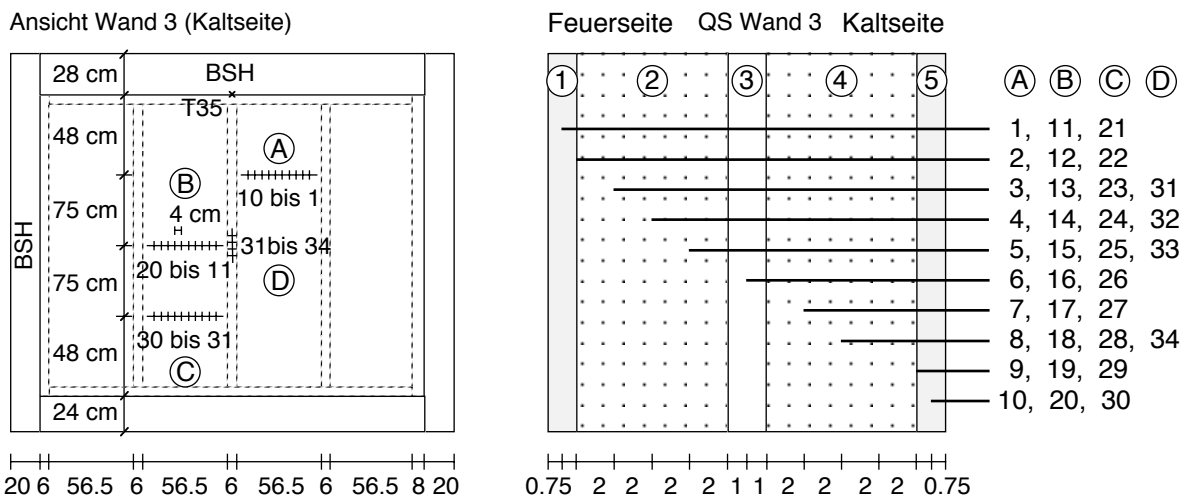 Ansicht Wand 3 (Kaltseite)
28 cm
BSH
T35
48 cm
A
10 bis 1
B
4 cm
75 cm
BSH
31bis 34
20 bis 11
D
75 cm
30 bis 31
48 cm
C
24 cm
20 6 56.5 6 56.5 6 56.5 6 56.5 8 20
Feuerseite QS Wand 3 Kaltseite
1 2 3 4 5 A B C D
1, 11, 21
2, 12, 22
3, 13, 23, 31
4, 14, 24, 32
5, 15, 25, 33
6, 16, 26
7, 17, 27
8, 18, 28, 34
9, 19, 29
10, 20, 30
0.75 2 2 2 2 1 1 2 2 2 0.75